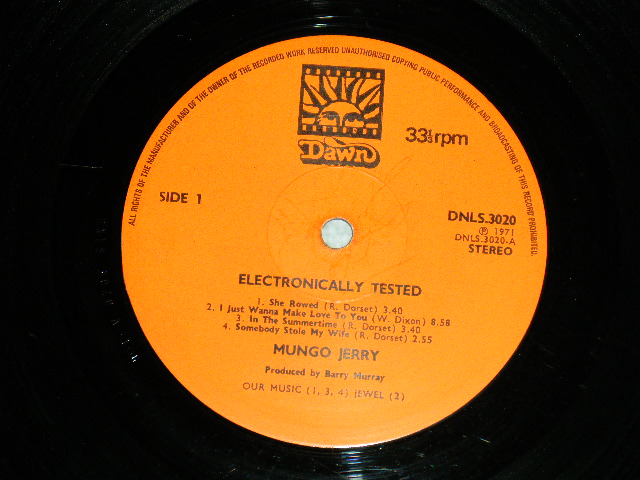 ALL RIGHTS OF THE MANUFACTURER AND OF THE OWNER OF THE RECORDED WORK RESERVED UNAUTHORISED COPYING PUBLIC PERFORMANCE AND BROADCASTING OF THIS RECORD PROHIBITED.
Dawn
33⅓rpm
SIDE 1
DNLS.3020
℗ 1971
DNLS.3020-A
STEREO
ELECTRONICALLY TESTED
1. She Rowed (R. Dorset) 3.40
2. I Just Wanna Make Love To You (W. Dixon) 8.58
3. In The Summertime (R. Dorset) 3.40
4. Somebody Stole My Wife (R. Dorset) 2.55
MUNGO JERRY
Produced by Barry Murray
OUR MUSIC (1, 3, 4) JEWEL (2)